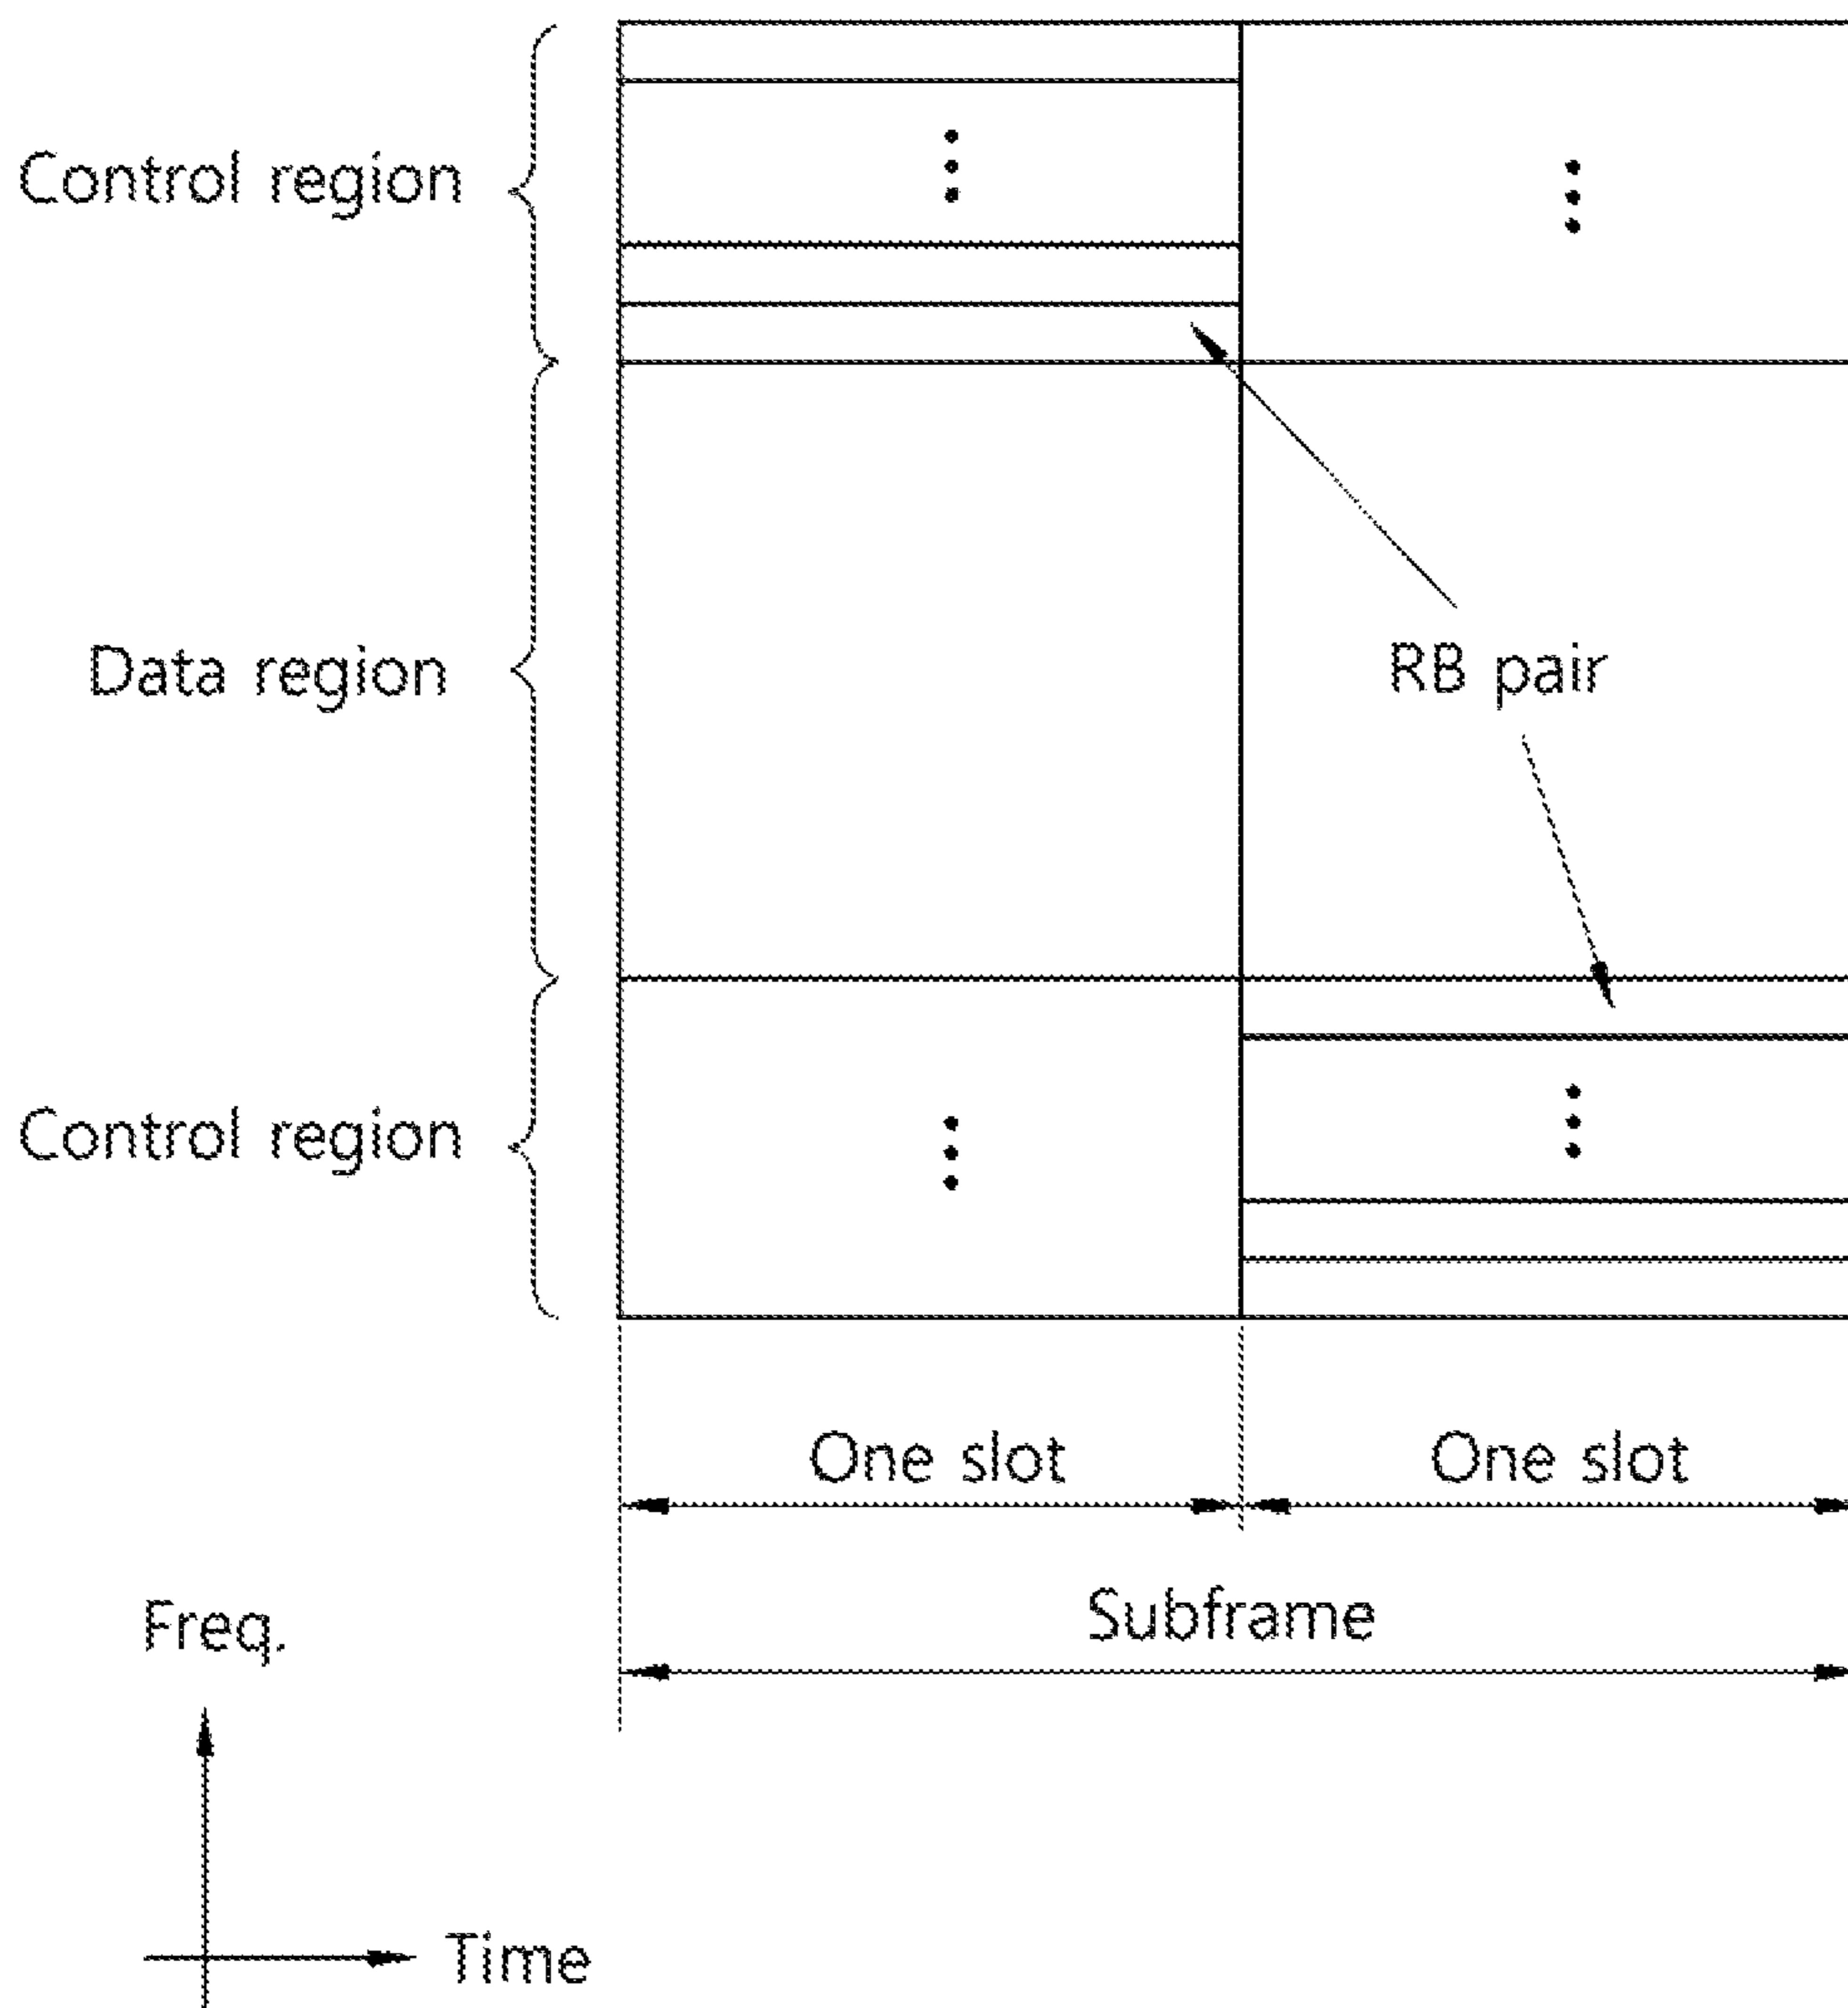 Control region
Data region
RB pair
Control region
One slot
One slot
Subframe
Freq.
Time